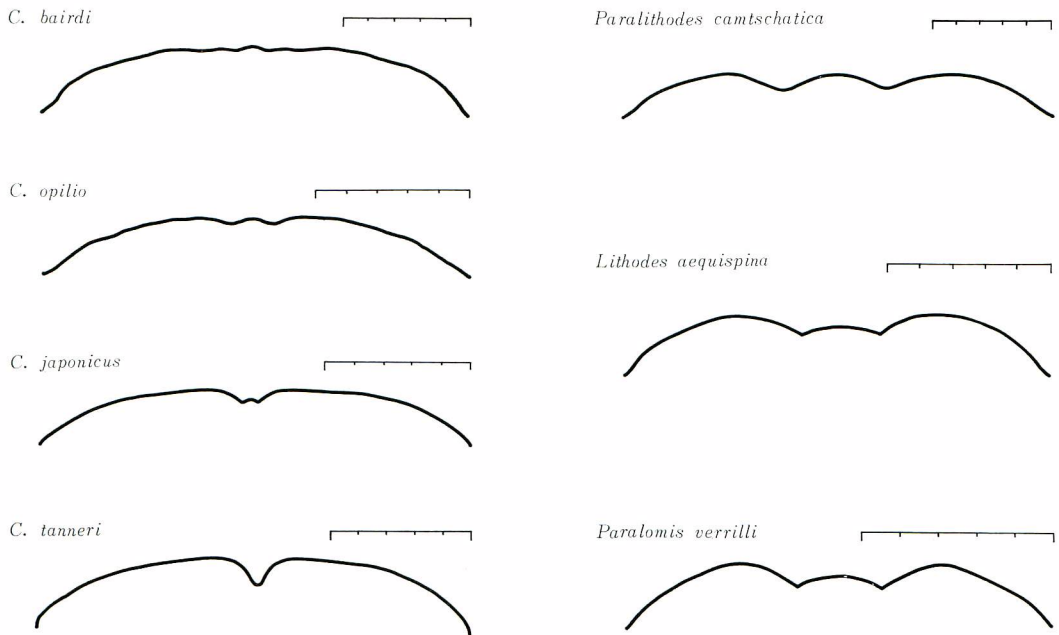 C. bairdi
C. opilio
C. japonicus
C. tanneri
Paralithodes camtschatica
Lithodes aequispina
Paralomis verrilli